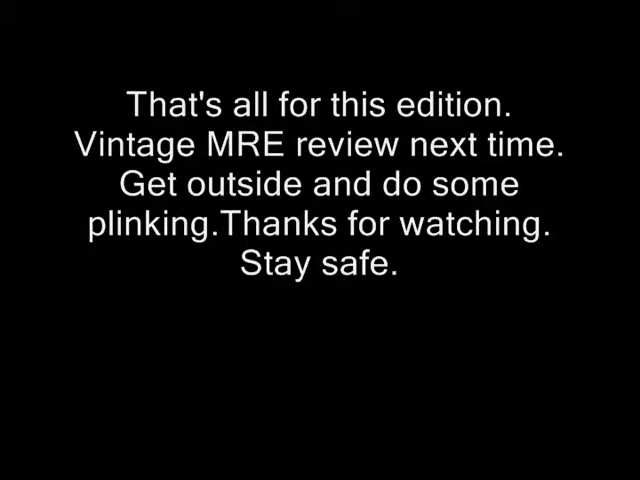 That's all for this edition.
Vintage MRE review next time.
Get outside and do some
plinking.Thanks for watching.
Stay safe.